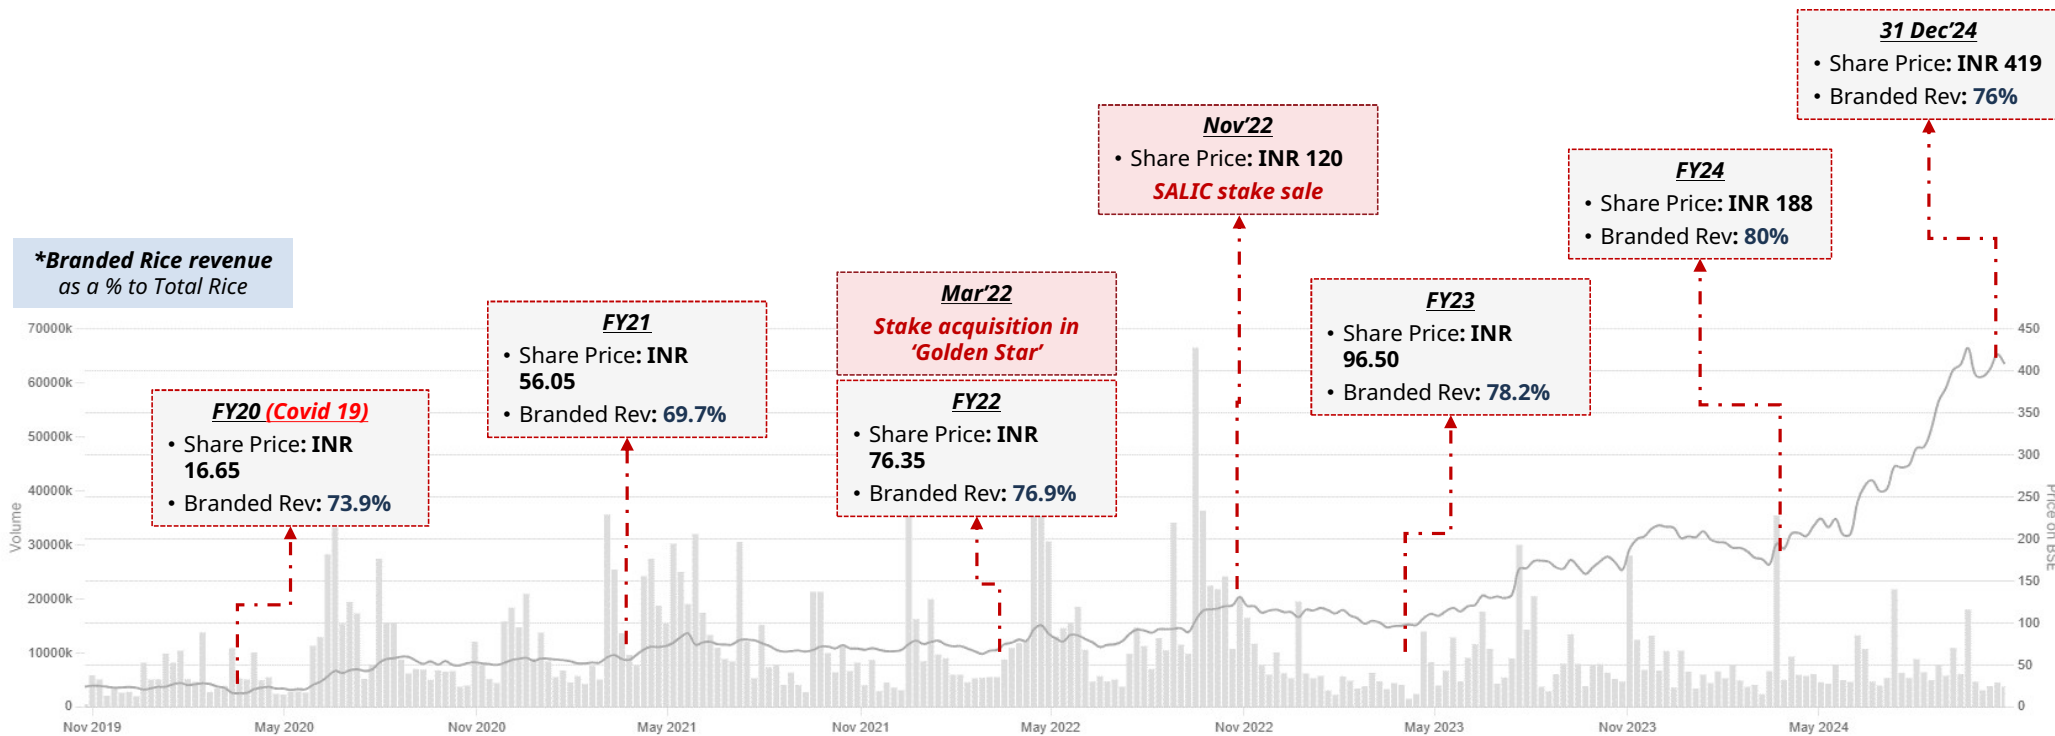 31 Dec’24
• Share Price: INR 419
• Branded Rev: 76%
Nov’22
• Share Price: INR 120
SALIC stake sale
FY24
• Share Price: INR 188
• Branded Rev: 80%
*Branded Rice revenue
as a % to Total Rice
Mar’22
Stake acquisition in
‘Golden Star’
FY23
• Share Price: INR
96.50
• Branded Rev: 78.2%
FY21
• Share Price: INR
56.05
• Branded Rev: 69.7%
FY20 (Covid 19)
• Share Price: INR
16.65
• Branded Rev: 73.9%
FY22
• Share Price: INR
76.35
• Branded Rev: 76.9%
70000k
60000k
50000k
40000k
30000k
20000k
10000k
0
Volume
450
400
350
300
250
200
150
100
50
0
Price on BSE
Nov 2019
May 2020
Nov 2020
May 2021
Nov 2021
May 2022
Nov 2022
May 2023
Nov 2023
May 2024